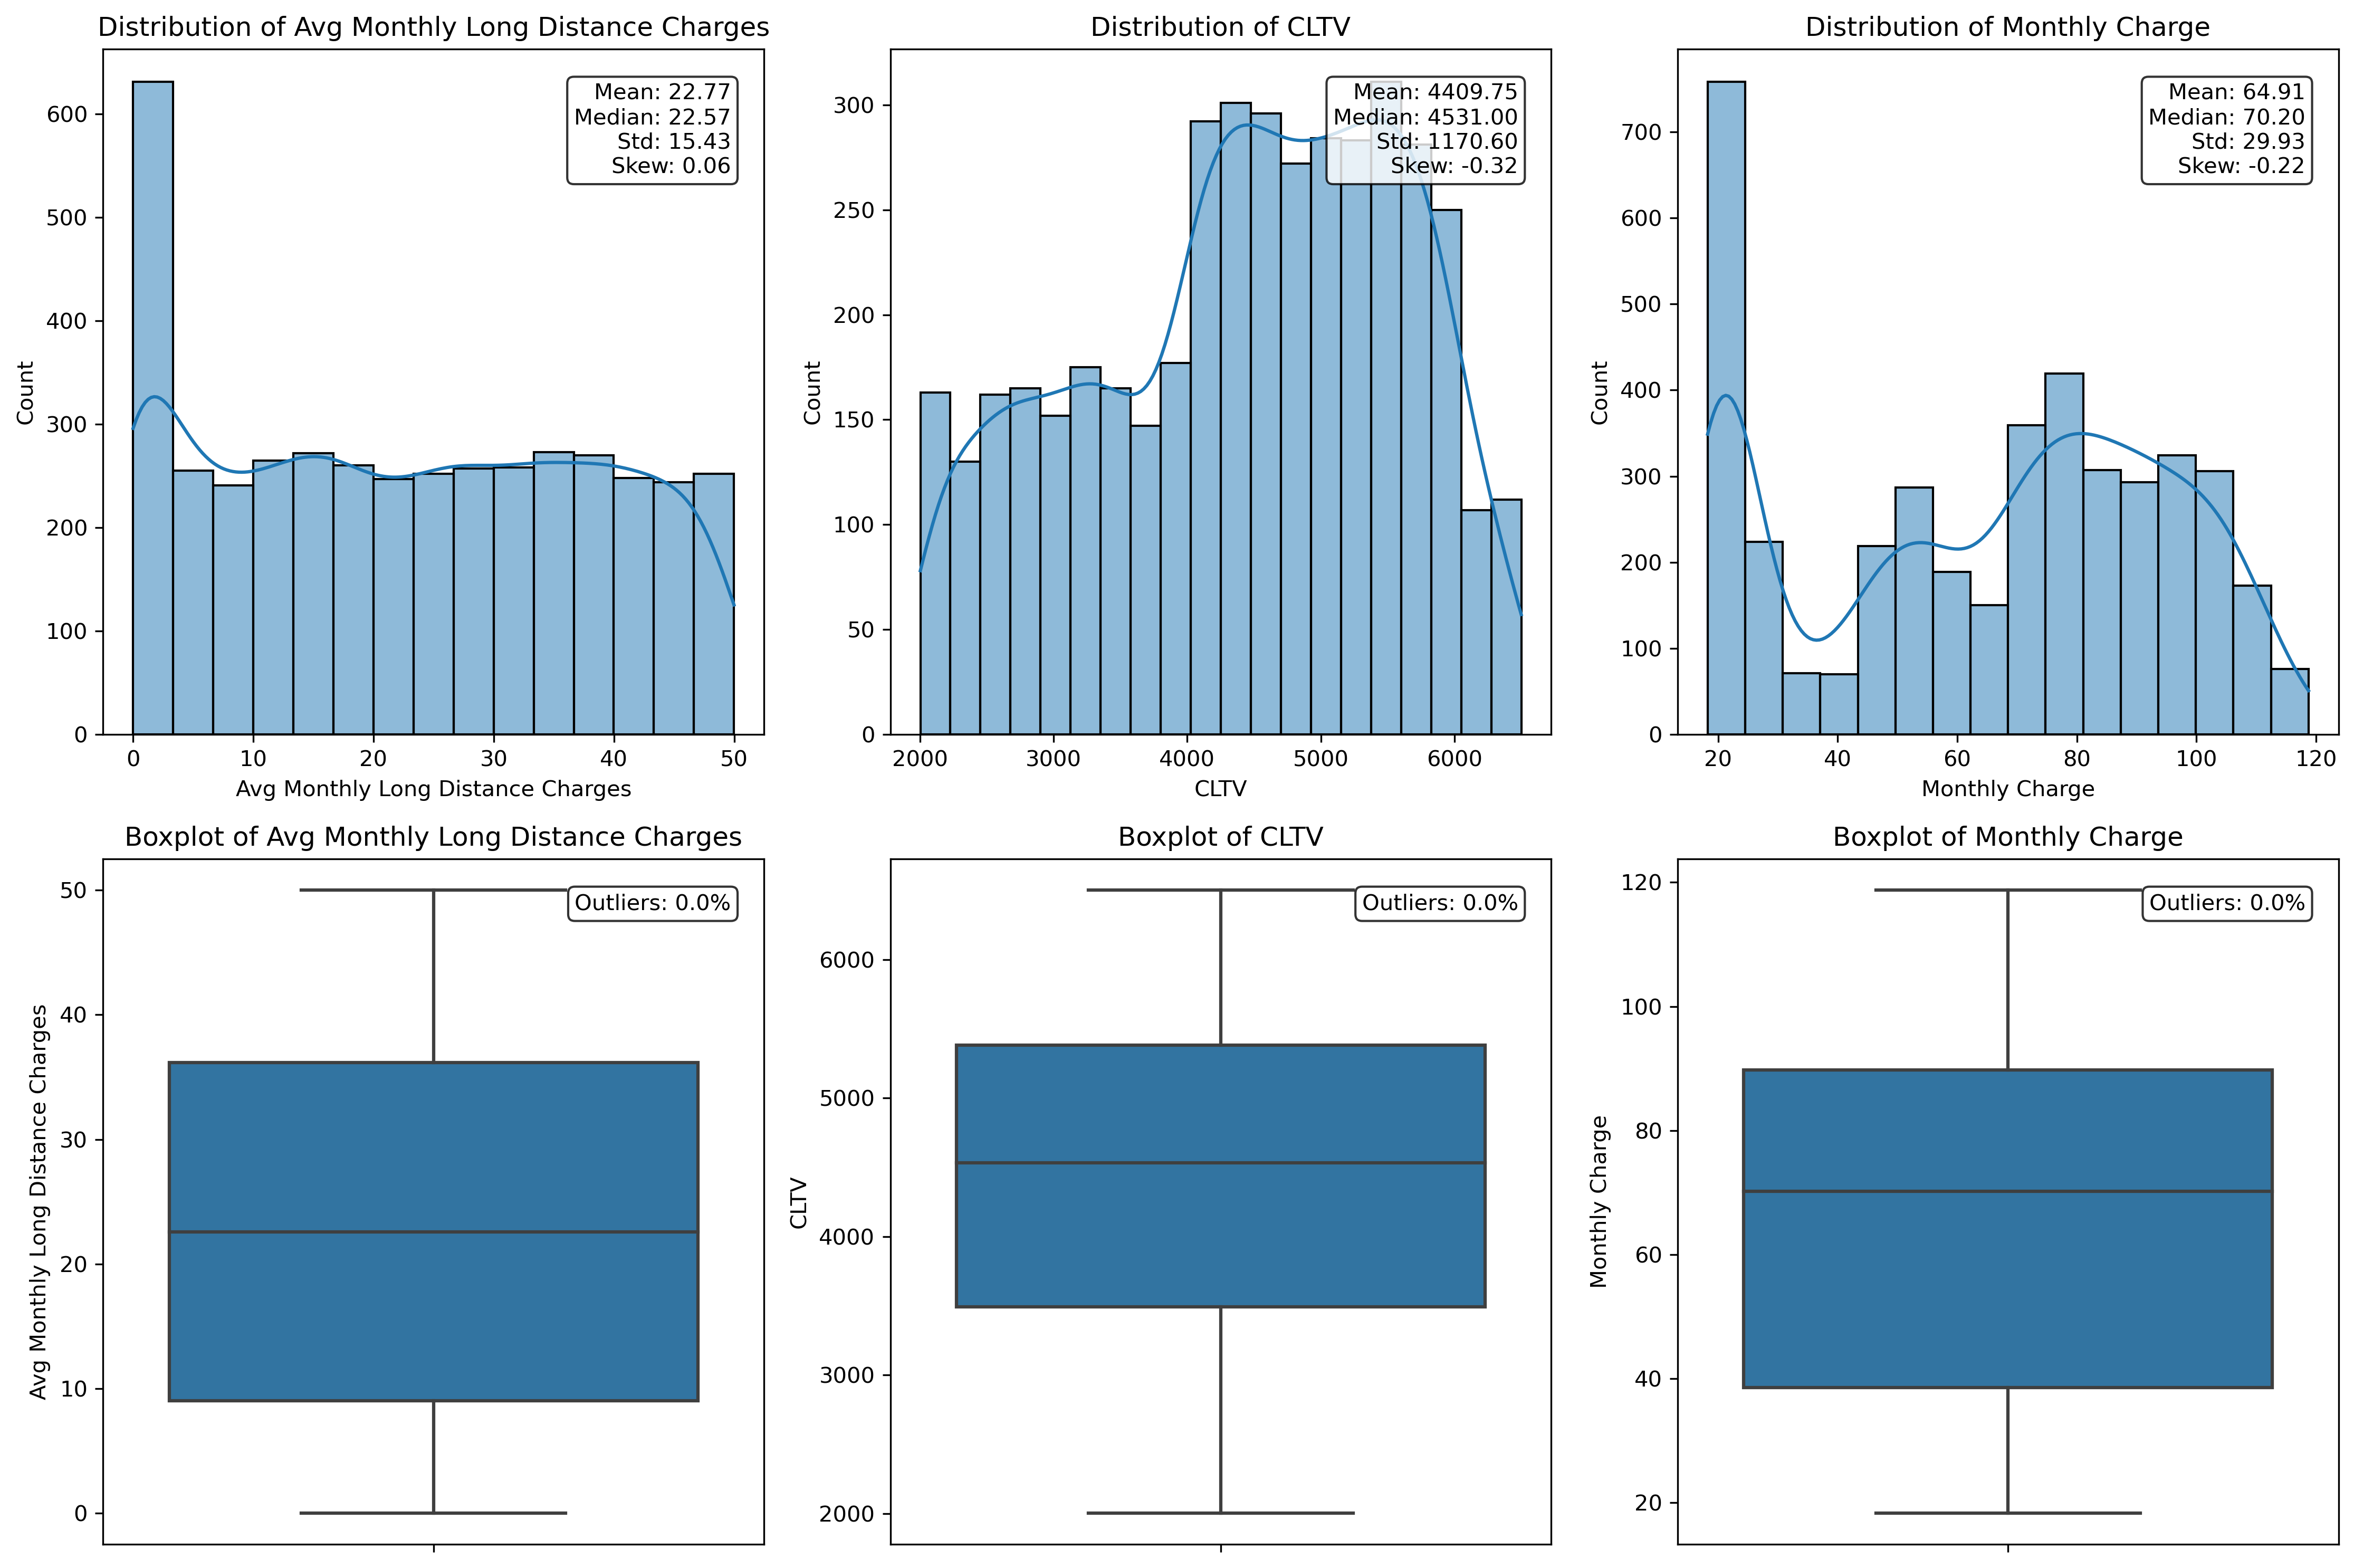 Distribution of Avg Monthly Long Distance Charges
Mean: 22.77
Median: 22.57
Std: 15.43
Skew: 0.06
Count
600
500
400
300
200
100
0
0 10 20 30 40 50
Avg Monthly Long Distance Charges
Distribution of CLTV
Mean: 4409.75
Median: 4531.00
Std: 1170.60
Skew: -0.32
Count
300
250
200
150
100
50
0
2000 3000 4000 5000 6000
CLTV
Distribution of Monthly Charge
Mean: 64.91
Median: 70.20
Std: 29.93
Skew: -0.22
Count
700
600
500
400
300
200
100
0
20 40 60 80 100 120
Monthly Charge
Boxplot of Avg Monthly Long Distance Charges
Outliers: 0.0%
Avg Monthly Long Distance Charges
50
40
30
20
10
0
Boxplot of CLTV
Outliers: 0.0%
CLTV
6000
5000
4000
3000
2000
Boxplot of Monthly Charge
Outliers: 0.0%
Monthly Charge
120
100
80
60
40
20